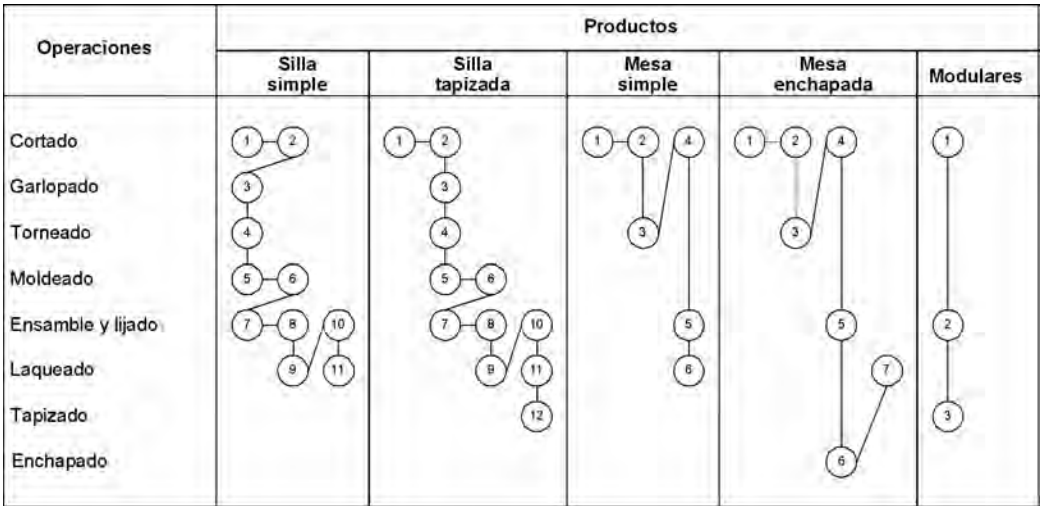 Operaciones
Productos
Silla simple
Silla tapizada
Mesa simple
Mesa enchapada
Modulares
Cortado 1 2 1 2 1 2 4 1 2 4 1
Garlopado 3 3
Torneado 4 4 3 3
Moldeado 5 6 5 6
Ensamble y lijado 7 8 10 7 8 10 5 5 2
Laqueado 9 11 9 11 6 7
Tapizado 12 3
Enchapado 6